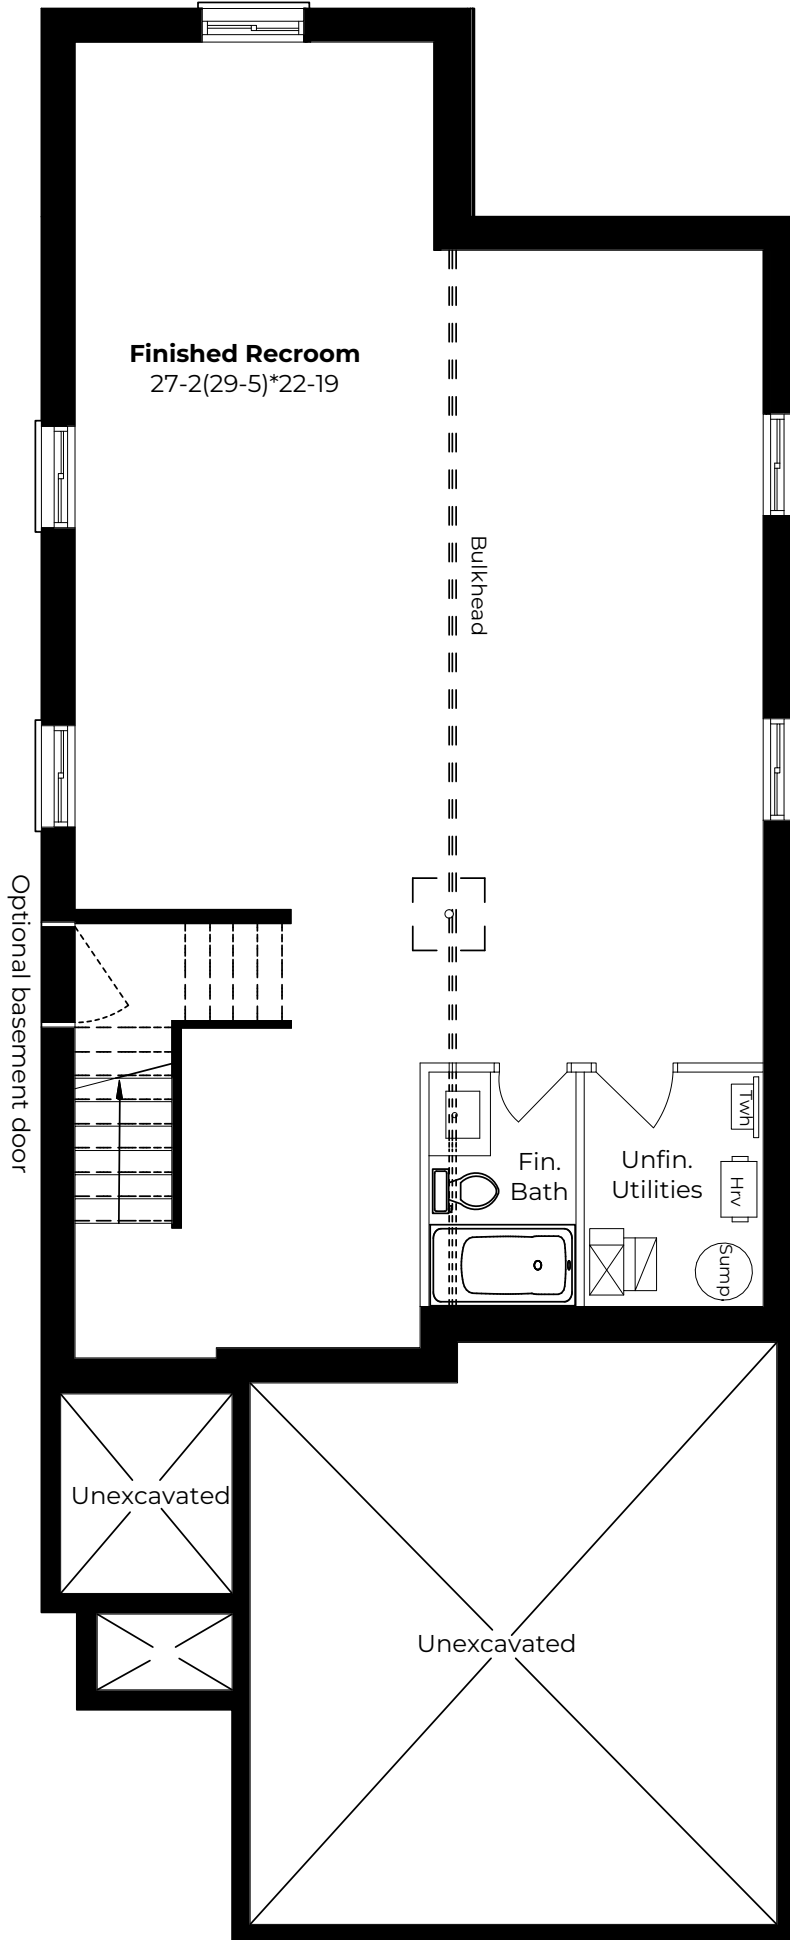 Finished Recroom
27-2(29-5)*22-19
Bulkhead
Optional basement door
Fin.
Bath
Unfin.
Utilities
Twh
Hrv
Sump.
Unexcavated
Unexcavated